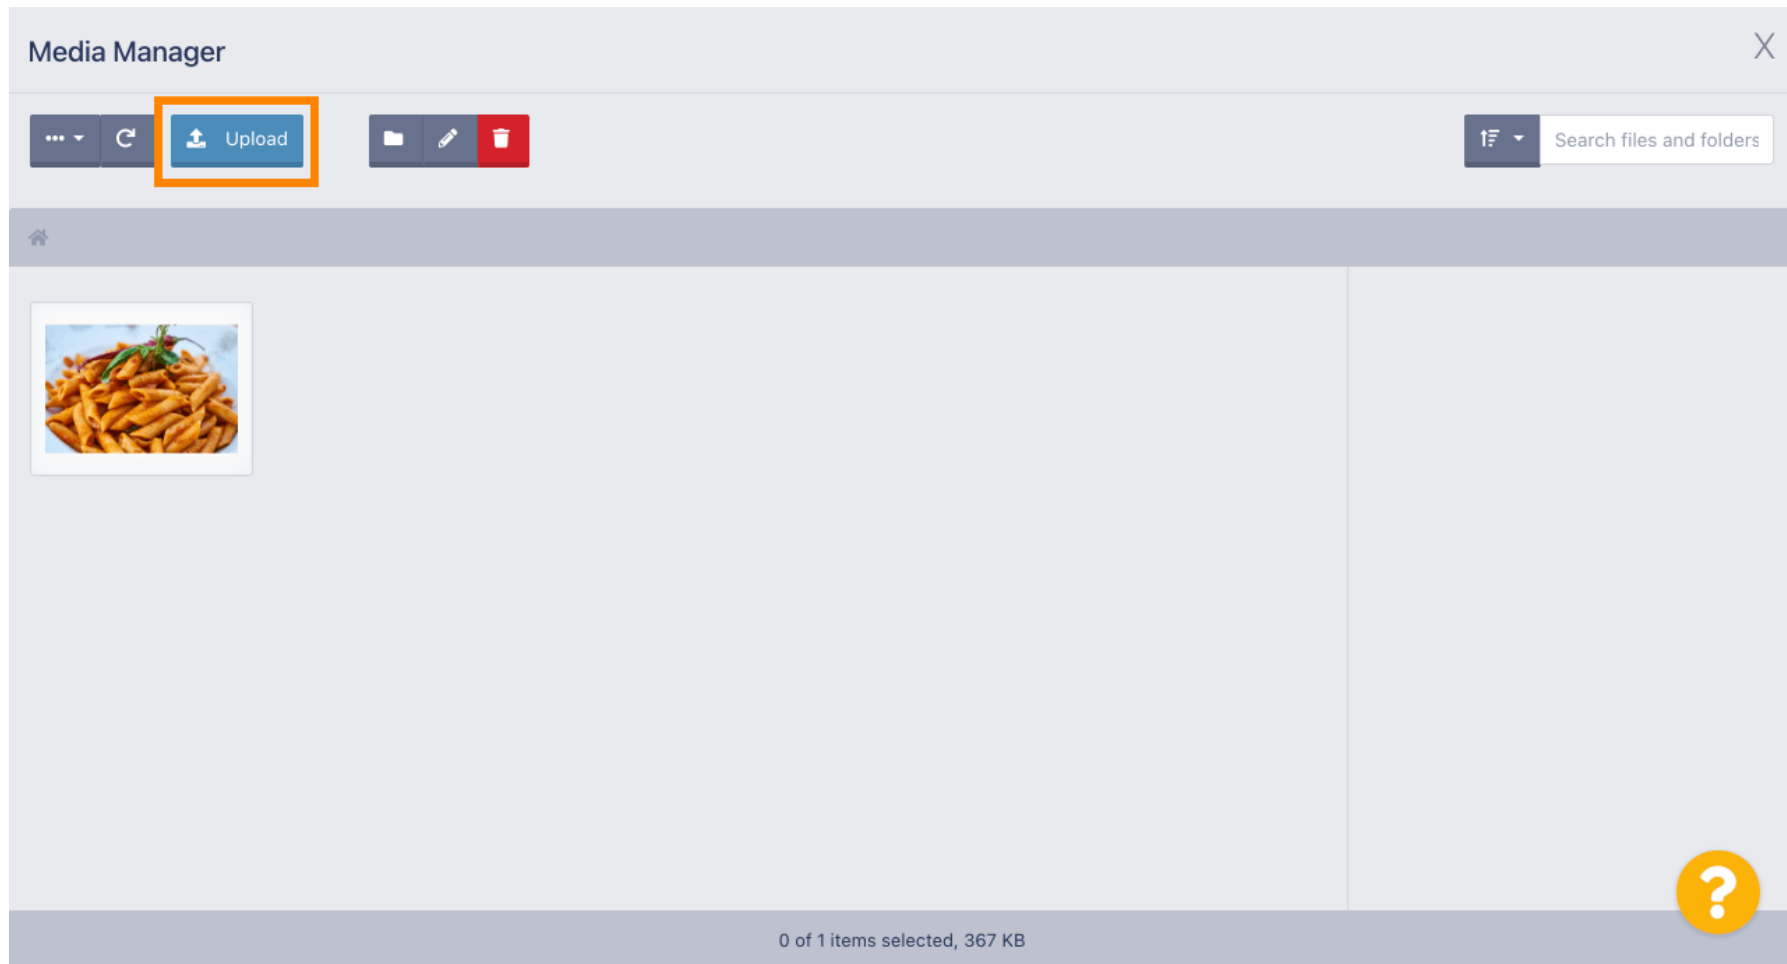 Media Manager
X
Upload
Search files and folders
0 of 1 items selected, 367 KB
?